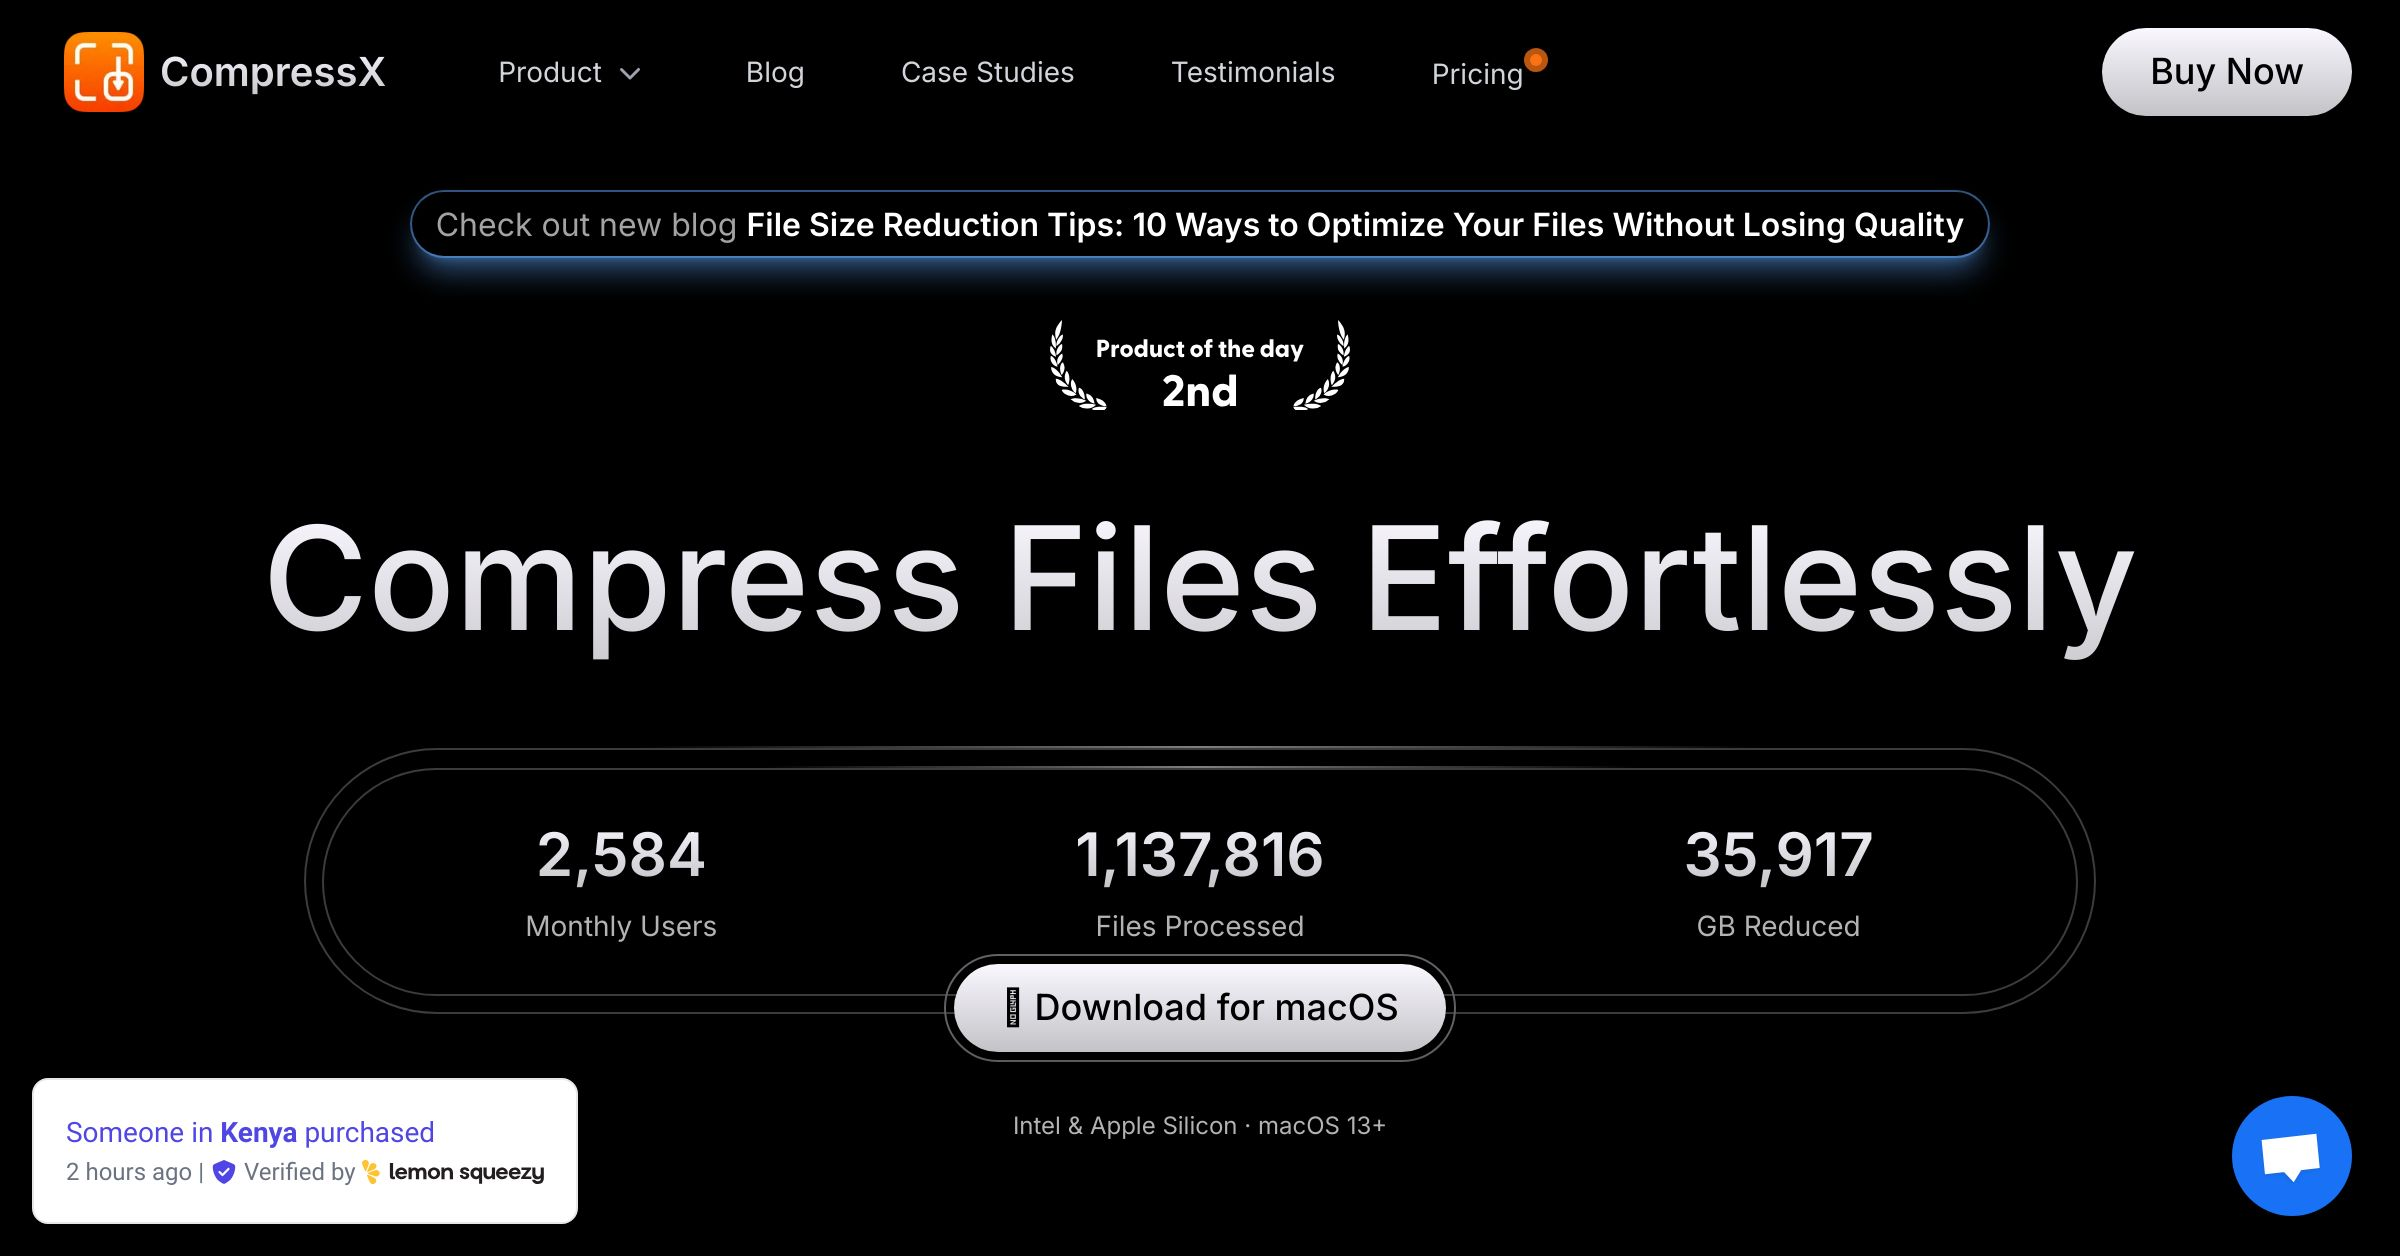 CompressX
Product
Blog
Case Studies
Testimonials
Pricing
Buy Now
Check out new blog File Size Reduction Tips: 10 Ways to Optimize Your Files Without Losing Quality
Product of the day
2nd
Compress Files Effortlessly
2,584
Monthly Users
1,137,816
Files Processed
35,917
GB Reduced
NO GLYPH Download for macOS
Intel & Apple Silicon · macOS 13+
Someone in Kenya purchased
2 hours ago | Verified by lemon squeezy